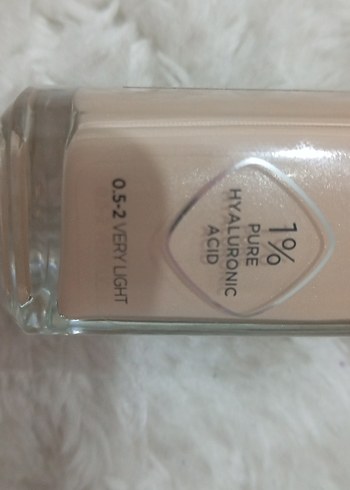 1%
PURE
HYALURONIC
ACID
0.5-2 VERY LIGHT